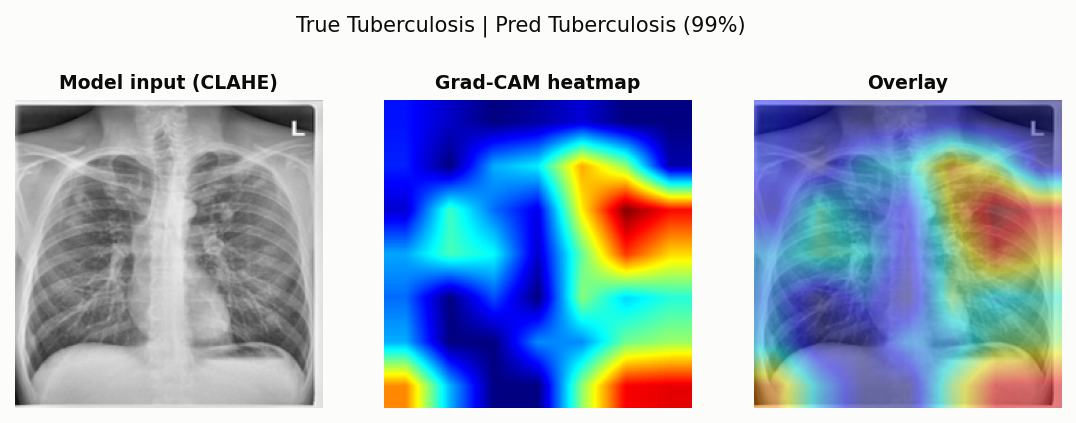 True Tuberculosis | Pred Tuberculosis (99%)
Model input (CLAHE)
Grad-CAM heatmap
Overlay
L
L